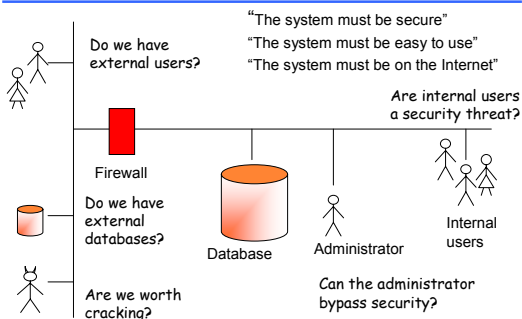 “The system must be secure”
“The system must be easy to use”
“The system must be on the Internet”
Do we have
external users?
Are internal users
a security threat?
Firewall
Do we have
external
databases?
Database
Administrator
Internal
users
Can the administrator
bypass security?
Are we worth
cracking?